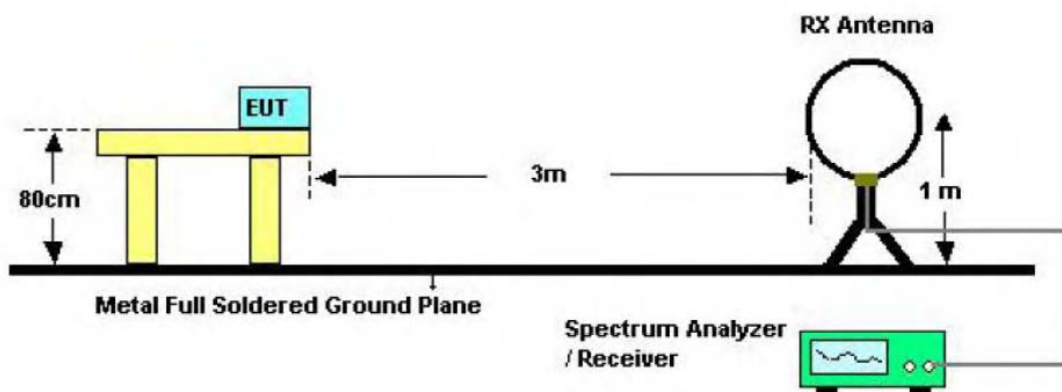 RX Antenna
EUT
80cm
3m
1 m
Metal Full Soldered Ground Plane
Spectrum Analyzer
/ Receiver